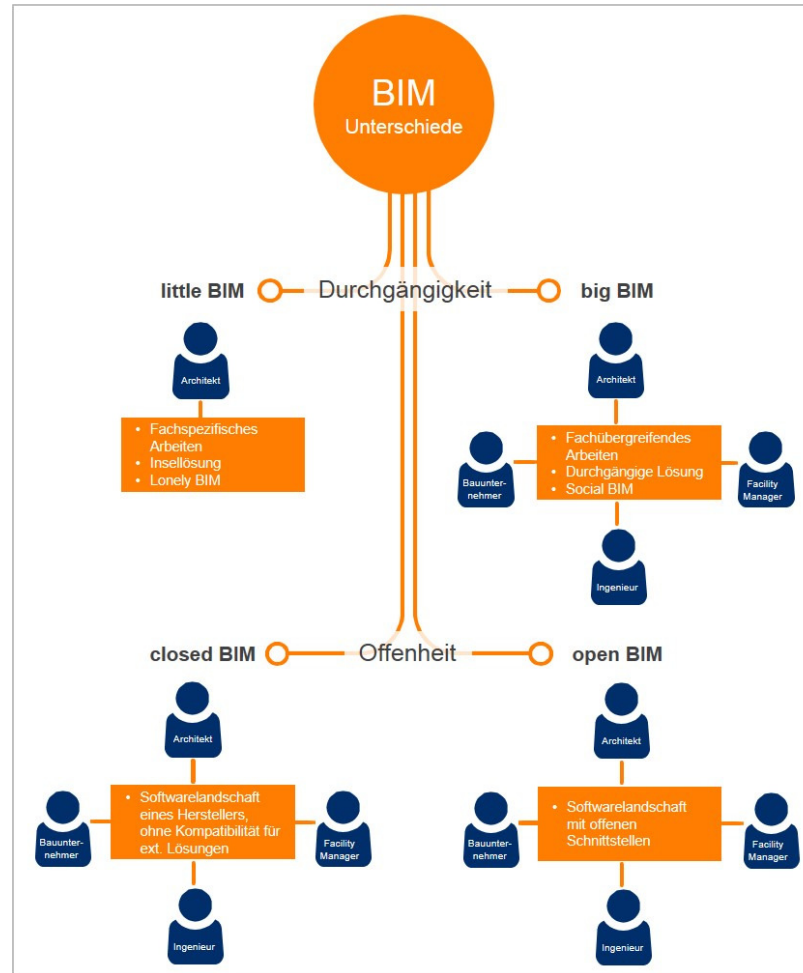 BIM
Unterschiede
little BIM
Durchgängigkeit
big BIM
Architekt
• Fachspezifisches
Arbeiten
• Insellösung
• Lonely BIM
Architekt
• Fachübergreifendes
Arbeiten
• Durchgängige Lösung
• Social BIM
Bauunter-
nehmer
Facility
Manager
Ingenieur
closed BIM
Offenheit
open BIM
Architekt
• Softwarelandschaft
eines Herstellers,
ohne Kompatibilität für
ext. Lösungen
Bauunter-
nehmer
Facility
Manager
Ingenieur
Architekt
• Softwarelandschaft
mit offenen
Schnittstellen
Bauunter-
nehmer
Facility
Manager
Ingenieur